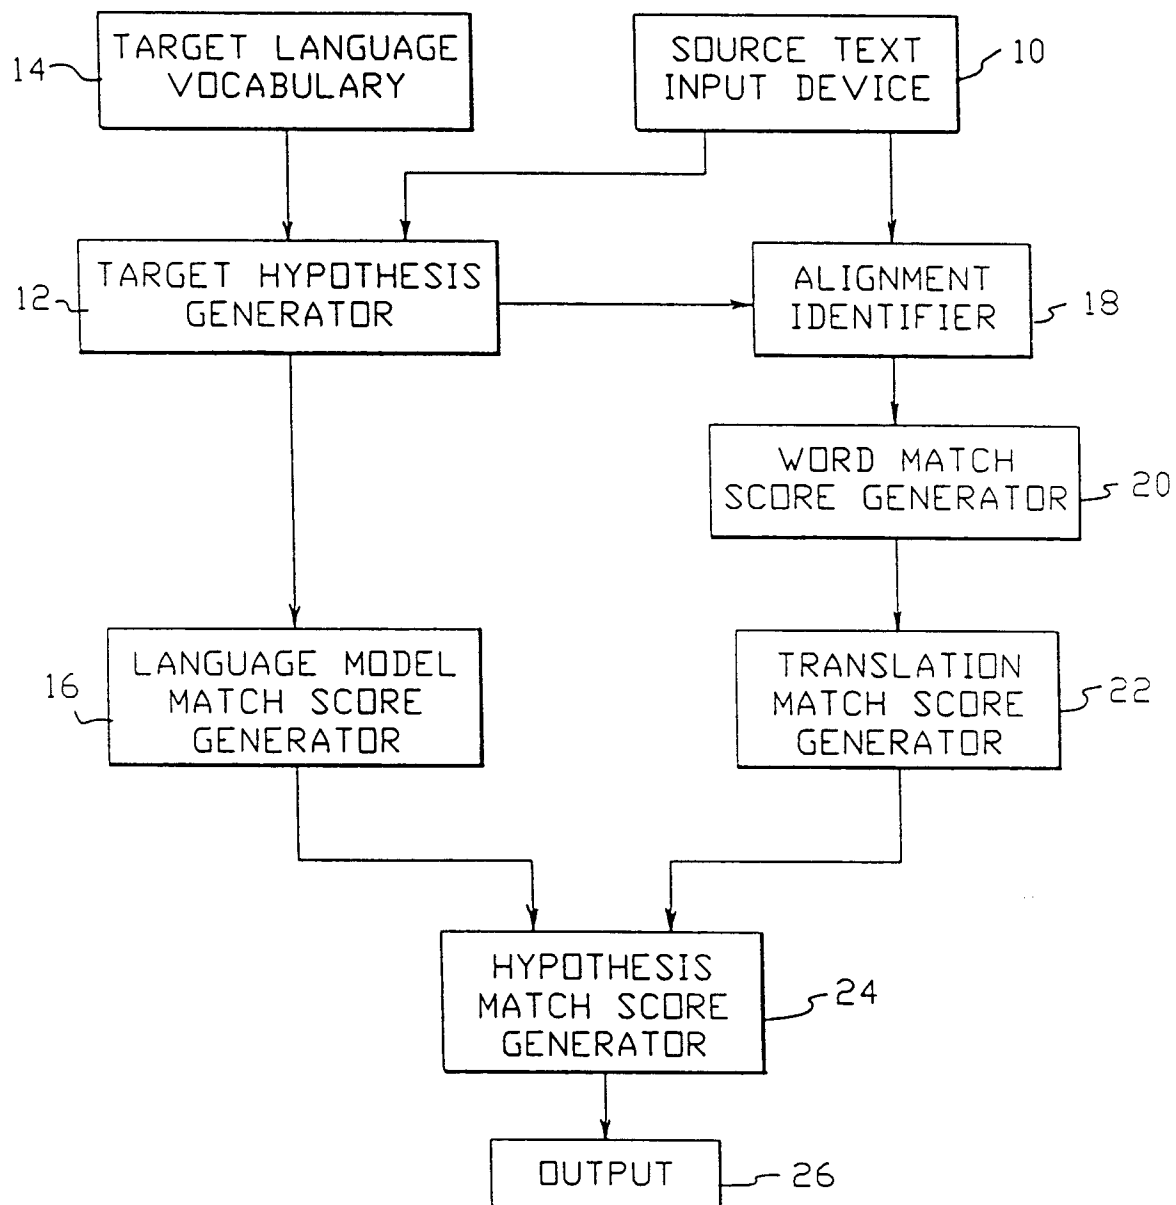 14
TARGET LANGUAGE
VOCABULARY
SOURCE TEXT
INPUT DEVICE
10
12
TARGET HYPOTHESIS
GENERATOR
ALIGNMENT
IDENTIFIER
18
WORD MATCH
SCORE GENERATOR
20
16
LANGUAGE MODEL
MATCH SCORE
GENERATOR
TRANSLATION
MATCH SCORE
GENERATOR
22
HYPOTHESIS
MATCH SCORE
GENERATOR
24
OUTPUT
26